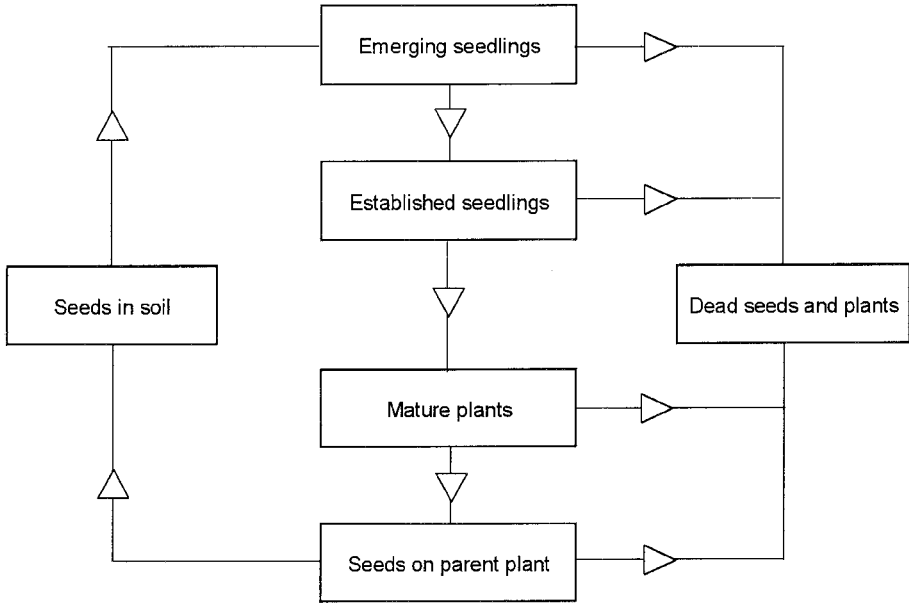 Emerging seedlings
Established seedlings
Seeds in soil
Dead seeds and plants
Mature plants
Seeds on parent plant